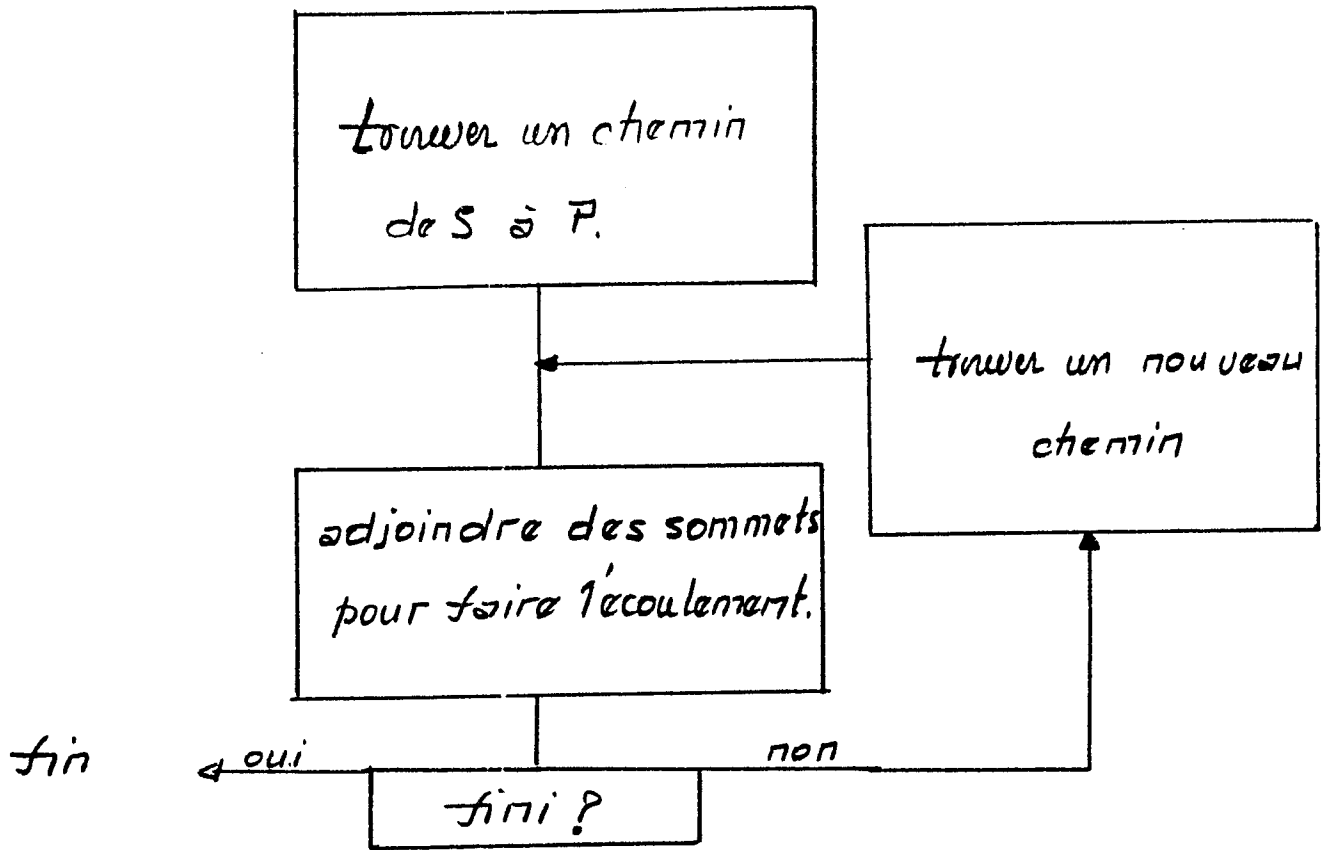 trouver un chemin
de S à P.
trouver un nouveau
chemin
adjoindre des sommets
pour faire l'écoulement.
fin
oui
non
fini ?